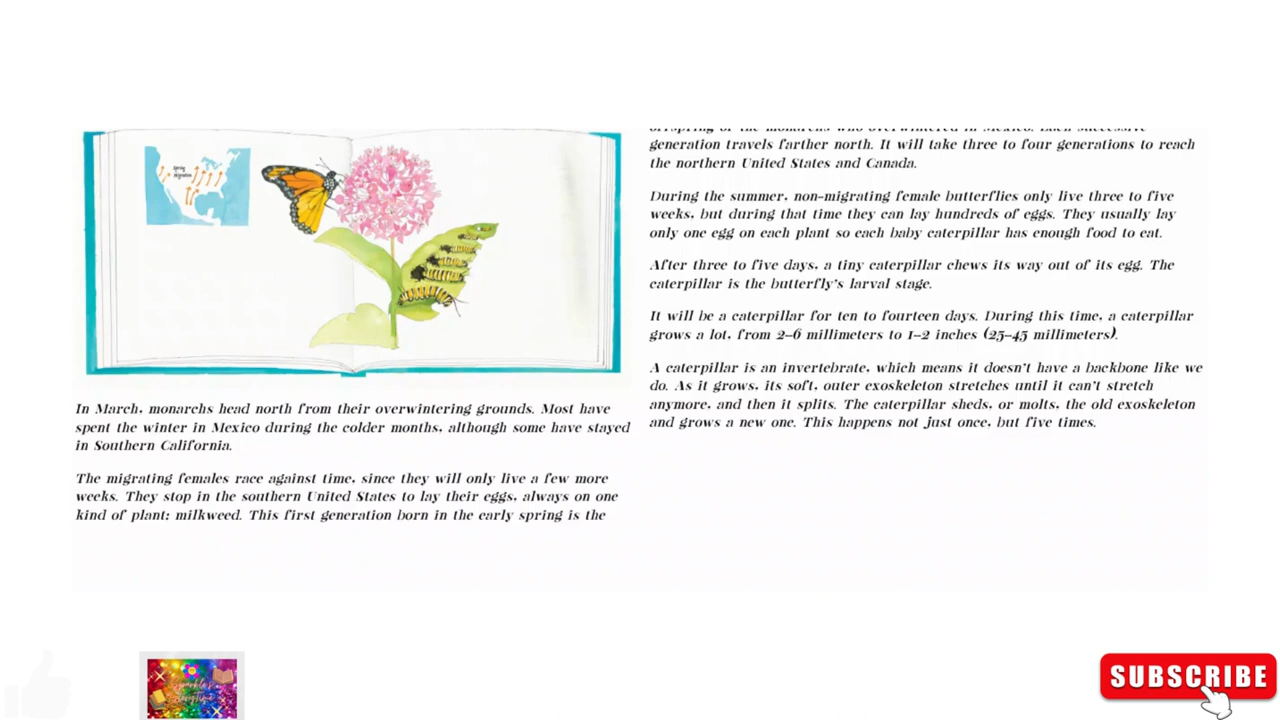 Spring
Migration
In March, monarchs head north from their overwintering grounds. Most have
spent the winter in Mexico during the colder months, although some have stayed
in Southern California.
The migrating females race against time, since they will only live a few more
weeks. They stop in the southern United States to lay their eggs, always on one
kind of plant: milkweed. This first generation born in the early spring is the
offspring of the monarchs who overwintered in Mexico. Each successive
generation travels farther north. It will take three to four generations to reach
the northern United States and Canada.
During the summer, non-migrating female butterflies only live three to five
weeks, but during that time they can lay hundreds of eggs. They usually lay
only one egg on each plant so each baby caterpillar has enough food to eat.
After three to five days, a tiny caterpillar chews its way out of its egg. The
caterpillar is the butterfly's larval stage.
It will be a caterpillar for ten to fourteen days. During this time, a caterpillar
grows a lot, from 2–6 millimeters to 1–2 inches (25–45 millimeters).
A caterpillar is an invertebrate, which means it doesn't have a backbone like we
do. As it grows, its soft, outer exoskeleton stretches until it can't stretch
anymore, and then it splits. The caterpillar sheds, or molts, the old exoskeleton
and grows a new one. This happens not just once, but five times.
SUBSCRIBE